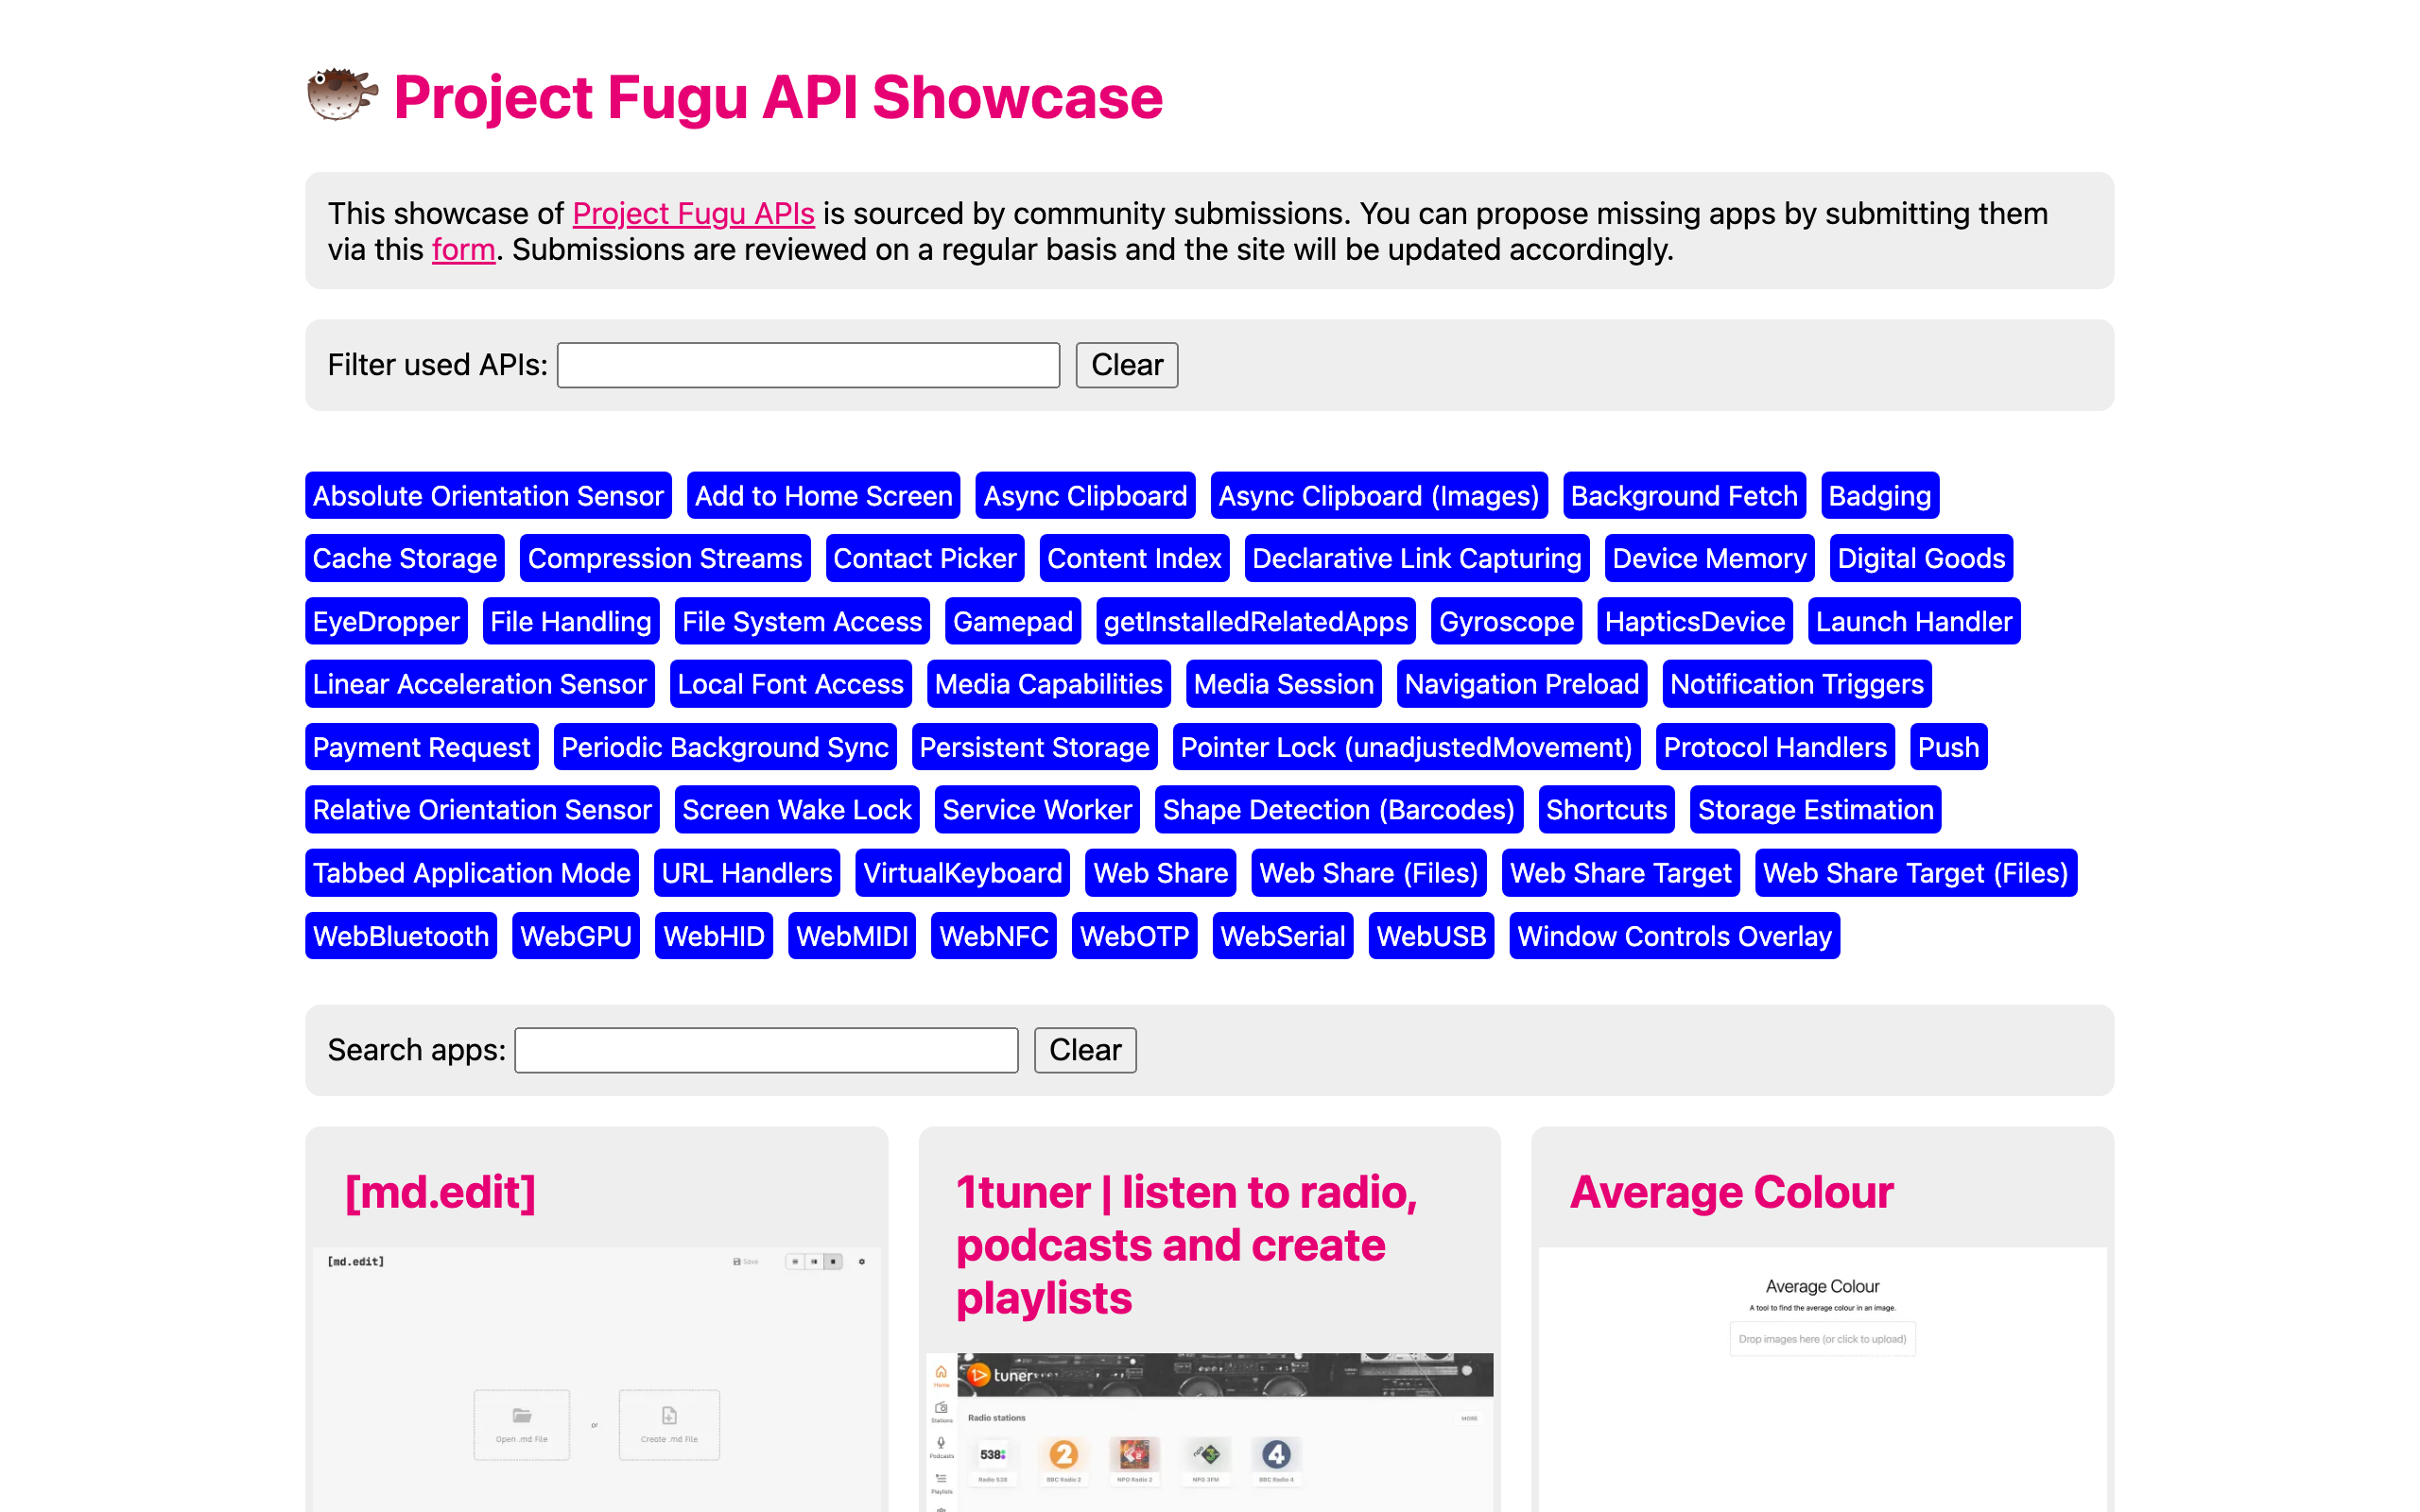 Project Fugu API Showcase
This showcase of Project Fugu APIs is sourced by community submissions. You can propose missing apps by submitting them
via this form. Submissions are reviewed on a regular basis and the site will be updated accordingly.
Filter used APIs: Clear
Absolute Orientation Sensor Add to Home Screen Async Clipboard Async Clipboard (Images) Background Fetch Badging
Cache Storage Compression Streams Contact Picker Content Index Declarative Link Capturing Device Memory Digital Goods
EyeDropper File Handling File System Access Gamepad getInstalledRelatedApps Gyroscope HapticsDevice Launch Handler
Linear Acceleration Sensor Local Font Access Media Capabilities Media Session Navigation Preload Notification Triggers
Payment Request Periodic Background Sync Persistent Storage Pointer Lock (unadjustedMovement) Protocol Handlers Push
Relative Orientation Sensor Screen Wake Lock Service Worker Shape Detection (Barcodes) Shortcuts Storage Estimation
Tabbed Application Mode URL Handlers VirtualKeyboard Web Share Web Share (Files) Web Share Target Web Share Target (Files)
WebBluetooth WebGPU WebHID WebMIDI WebNFC WebOTP WebSerial WebUSB Window Controls Overlay
Search apps: Clear
[md.edit]
[md.edit] Save
Open .md File or Create .md File
1tuner | listen to radio,
podcasts and create
playlists
tuner
Home
Stations
Podcasts
Playlists
Radio stations MORE
538 2 4
Radio 538 BBC Radio 2 NPO Radio 2 NPO 3FM BBC Radio 4
Average Colour
Average Colour
A tool to find the average colour in an image.
Drop images here (or click to upload)